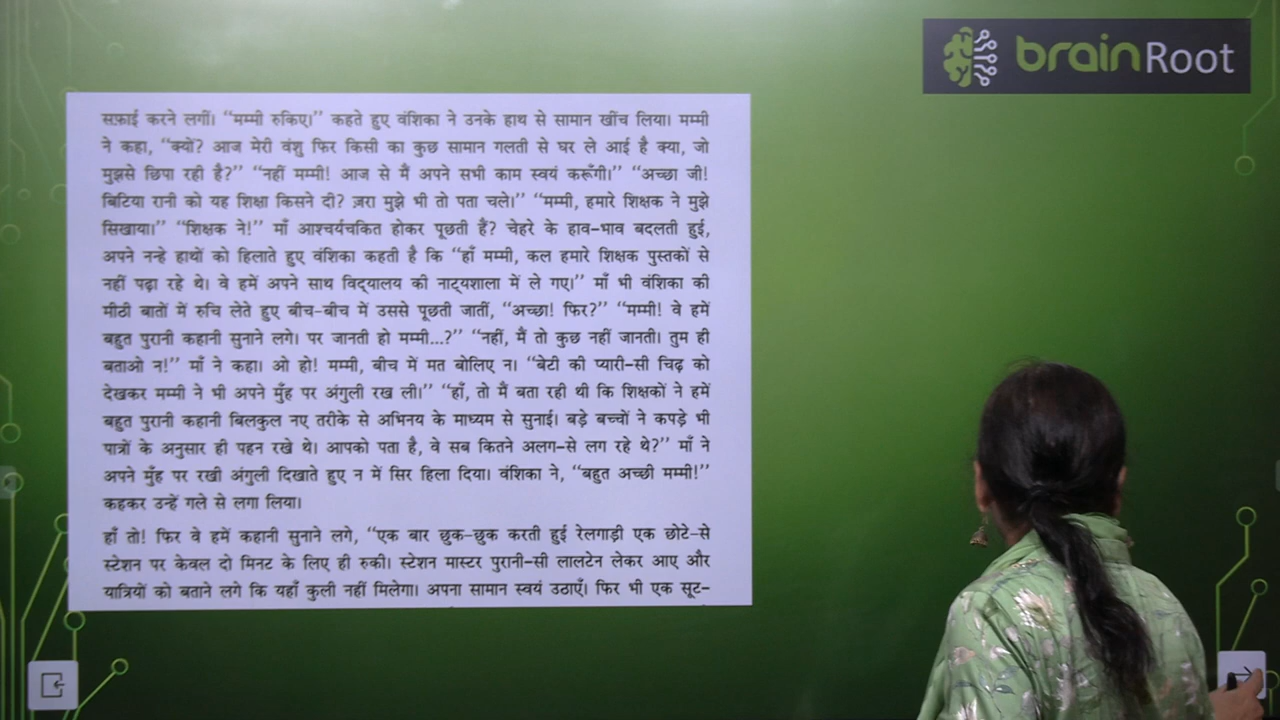 brainRoot
सफ़ाई करने लगीं। “मम्मी रुकिए।” कहते हुए वंशिका ने उनके हाथ से सामान खींच लिया। मम्मी
ने कहा, “क्यों? आज मेरी वंशु फिर किसी का कुछ सामान गलती से घर ले आई है क्या, जो
मुझसे छिपा रही है?” “नहीं मम्मी! आज से मैं अपने सभी काम स्वयं करूँगी।” “अच्छा जी!
बिटिया रानी को यह शिक्षा किसने दी? ज़रा मुझे भी तो पता चले।” “मम्मी, हमारे शिक्षक ने मुझे
सिखाया।” “शिक्षक ने!” माँ आश्चर्यचकित होकर पूछती हैं? चेहरे के हाव-भाव बदलती हुई,
अपने नन्हे हाथों को हिलाते हुए वंशिका कहती है कि “हाँ मम्मी, कल हमारे शिक्षक पुस्तकों से
नहीं पढ़ा रहे थे। वे हमें अपने साथ विद्यालय की नाट्यशाला में ले गए।” माँ भी वंशिका की
मीठी बातों में रुचि लेते हुए बीच-बीच में उससे पूछती जातीं, “अच्छा! फिर?” “मम्मी! वे हमें
बहुत पुरानी कहानी सुनाने लगे। पर जानती हो मम्मी...?” “नहीं, मैं तो कुछ नहीं जानती। तुम ही
बताओ न!” माँ ने कहा। ओ हो! मम्मी, बीच में मत बोलिए न। “बेटी की प्यारी-सी चिढ़ को
देखकर मम्मी ने भी अपने मुँह पर अंगुली रख ली।” “हाँ, तो मैं बता रही थी कि शिक्षकों ने हमें
बहुत पुरानी कहानी बिलकुल नए तरीके से अभिनय के माध्यम से सुनाई। बड़े बच्चों ने कपड़े भी
पात्रों के अनुसार ही पहन रखे थे। आपको पता है, वे सब कितने अलग-से लग रहे थे?” माँ ने
अपने मुँह पर रखी अंगुली दिखाते हुए न में सिर हिला दिया। वंशिका ने, “बहुत अच्छी मम्मी!”
कहकर उन्हें गले से लगा लिया।
हाँ तो! फिर वे हमें कहानी सुनाने लगे, “एक बार छुक-छुक करती हुई रेलगाड़ी एक छोटे-से
स्टेशन पर केवल दो मिनट के लिए ही रुकी। स्टेशन मास्टर पुरानी-सी लालटेन लेकर आए और
यात्रियों को बताने लगे कि यहाँ कुली नहीं मिलेगा। अपना सामान स्वयं उठाएँ। फिर भी एक सूट-